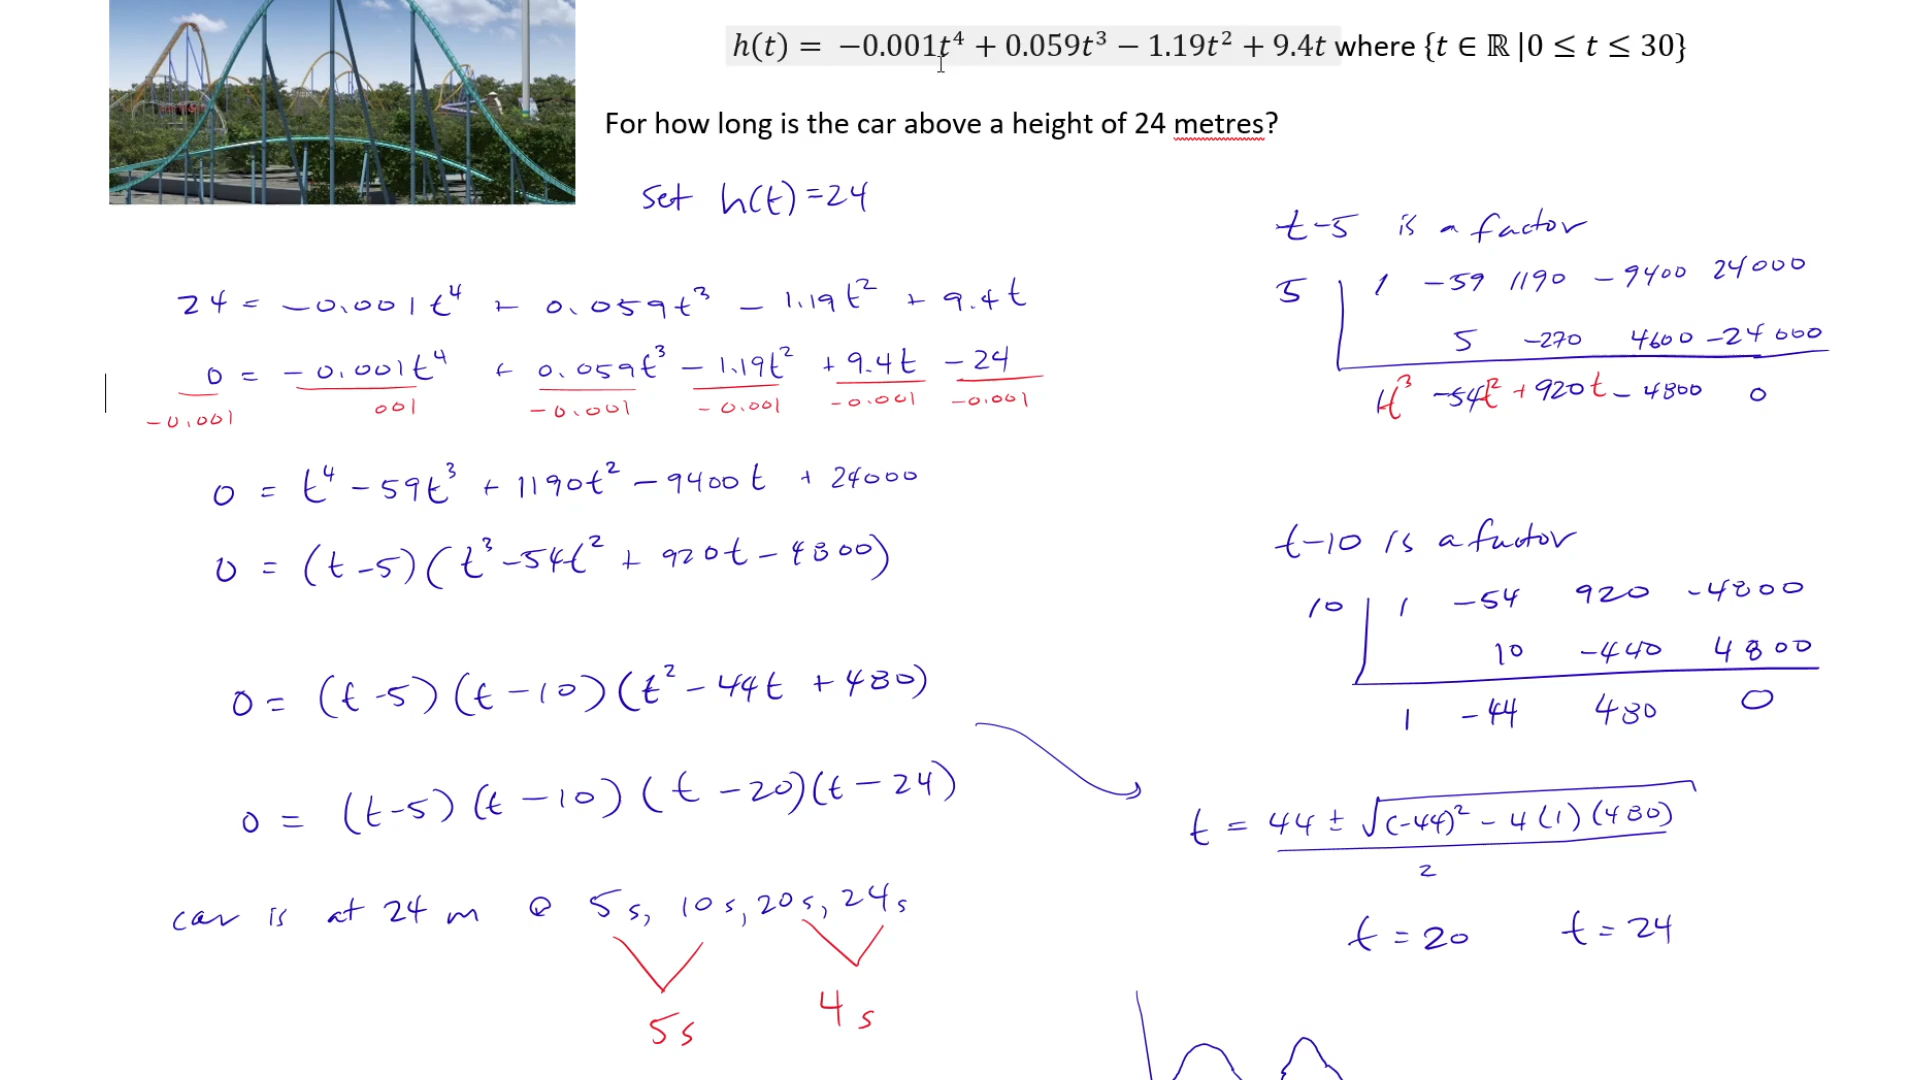 h(t) = −0.001t⁴ + 0.059t³ − 1.19t² + 9.4t where {t ∈ ℝ |0 ≤ t ≤ 30}
For how long is the car above a height of 24 metres?
Set h(t) = 24
24 = −0.001t⁴ + 0.059t³ − 1.19t² + 9.4t
0 = −0.001t⁴ + 0.059t³ − 1.19t² + 9.4t − 24
−0.001 001 −0.001 −0.001 −0.001 −0.001
0 = t⁴ − 59t³ + 1190t² − 9400t + 24000
0 = (t−5)(t³ − 54t² + 920t − 4800)
0 = (t−5)(t−10)(t² − 44t + 480)
0 = (t−5)(t−10)(t−20)(t−24)
car is at 24 m @ 5s, 10s, 20s, 24s
5s 4s
t−5 is a factor
5 | 1 −59 1190 −9400 24000
5 −270 4600 −24000
1t³ −54t² + 920t − 4800 0
t−10 is a factor
10 | 1 −54 920 −4800
10 −440 4800
1 −44 480 0
t = 44 ± √(−44)² − 4(1)(480)
2
t = 20 t = 24